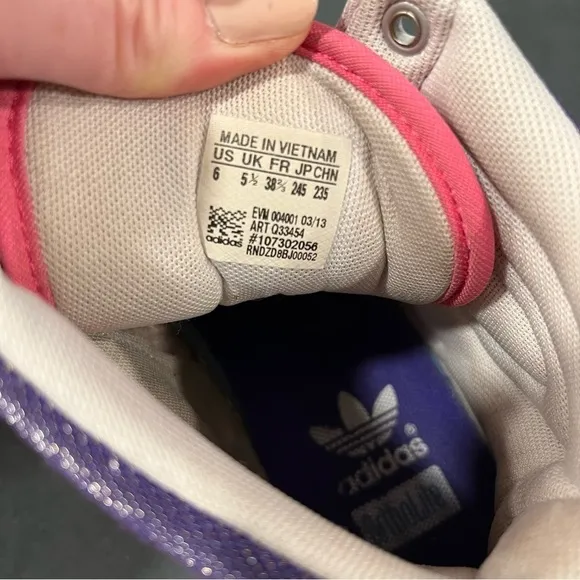 MADE IN VIETNAM
US UK FR JP CHN
6 5½ 38⅔ 245 235
EVM 004001 03/13
ART Q33454
adidas #107302056
RNDZD8BJ00052
adidas®
OrthoLite